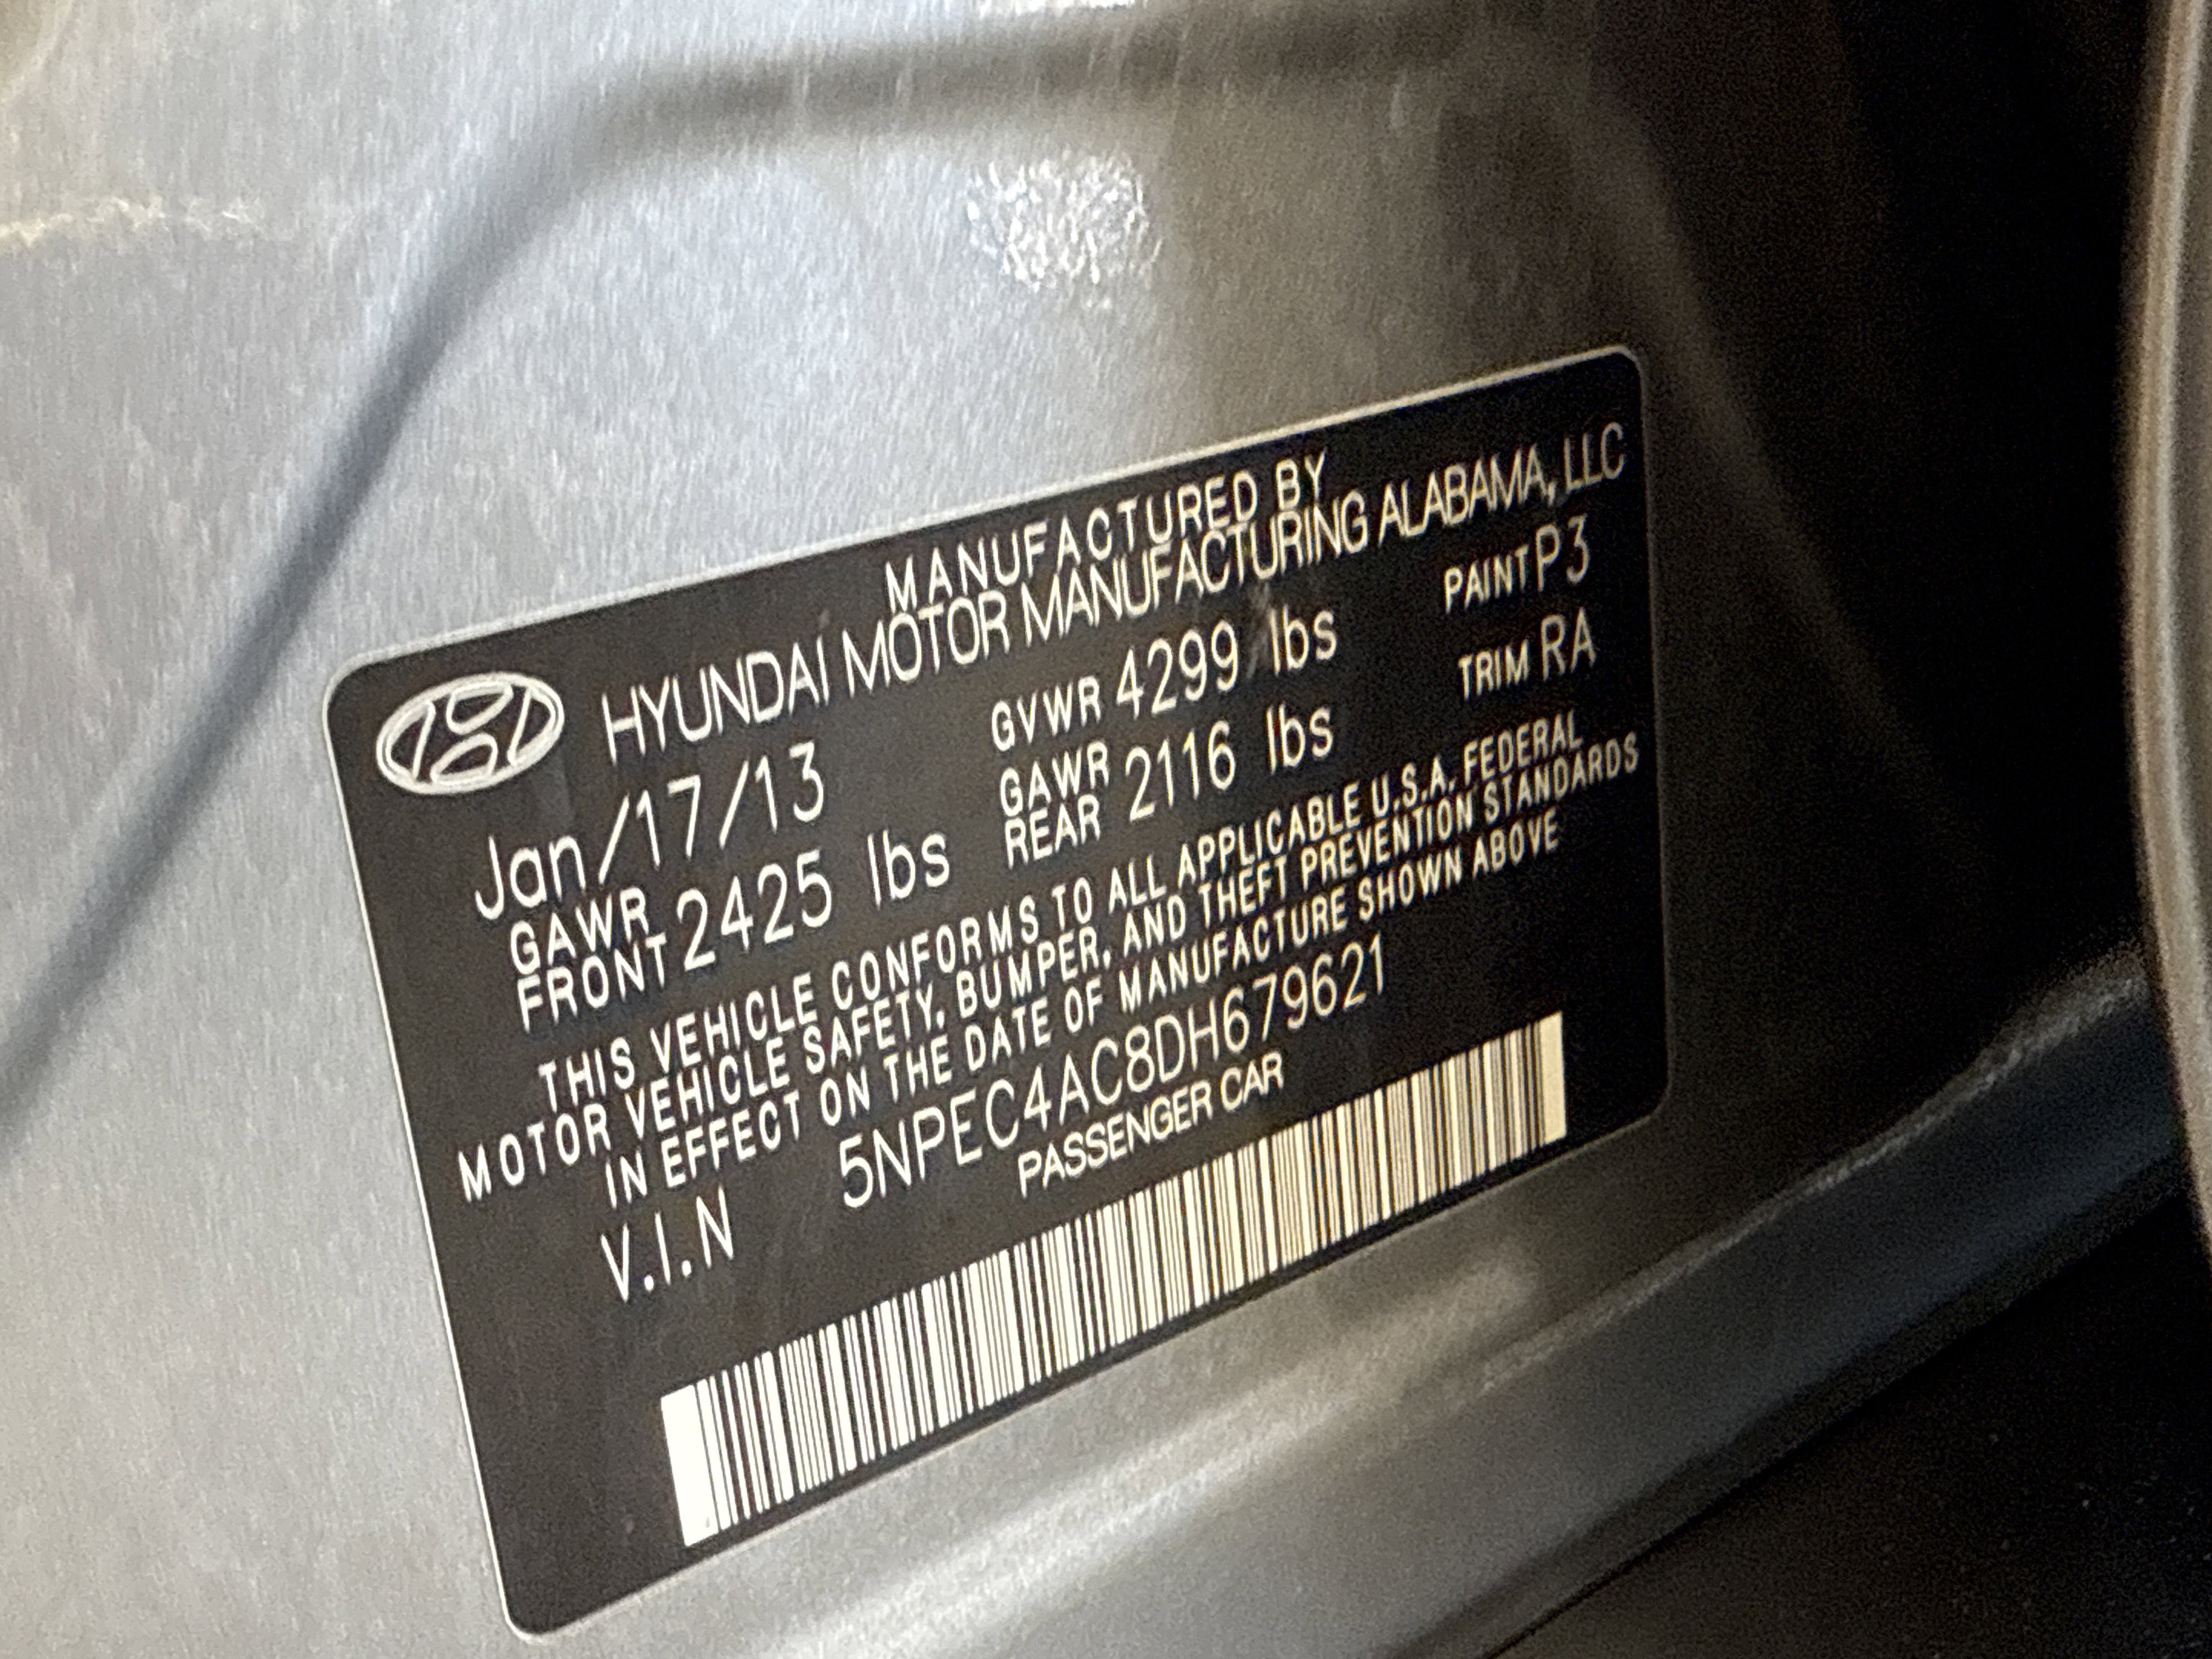 MANUFACTURED BY
HYUNDAI MOTOR MANUFACTURING ALABAMA, LLC
Jan/17/13 GVWR 4299 lbs PAINT P3
GAWR FRONT 2425 lbs GAWR REAR 2116 lbs TRIM RA
THIS VEHICLE CONFORMS TO ALL APPLICABLE U.S.A. FEDERAL
MOTOR VEHICLE SAFETY, BUMPER, AND THEFT PREVENTION STANDARDS
IN EFFECT ON THE DATE OF MANUFACTURE SHOWN ABOVE
V.I.N 5NPEC4AC8DH679621
PASSENGER CAR